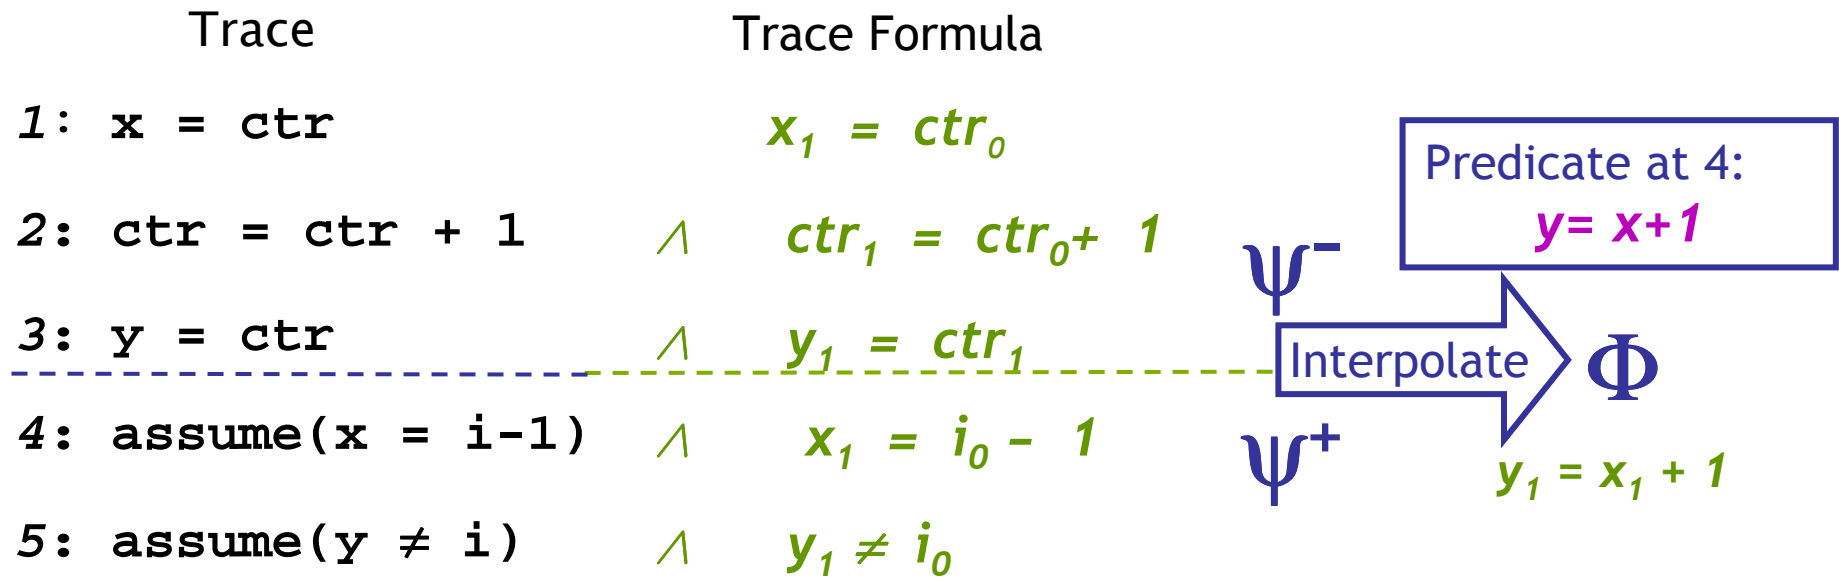 Trace Trace Formula
1: x = ctr x₁ = ctr₀
2: ctr = ctr + 1 ∧ ctr₁ = ctr₀+ 1
3: y = ctr ∧ y₁ = ctr₁
4: assume(x = i-1) ∧ x₁ = i₀ - 1
5: assume(y ≠ i) ∧ y₁ ≠ i₀
Predicate at 4:
y= x+1
Ψ⁻
Interpolate Φ
Ψ⁺
y₁ = x₁ + 1